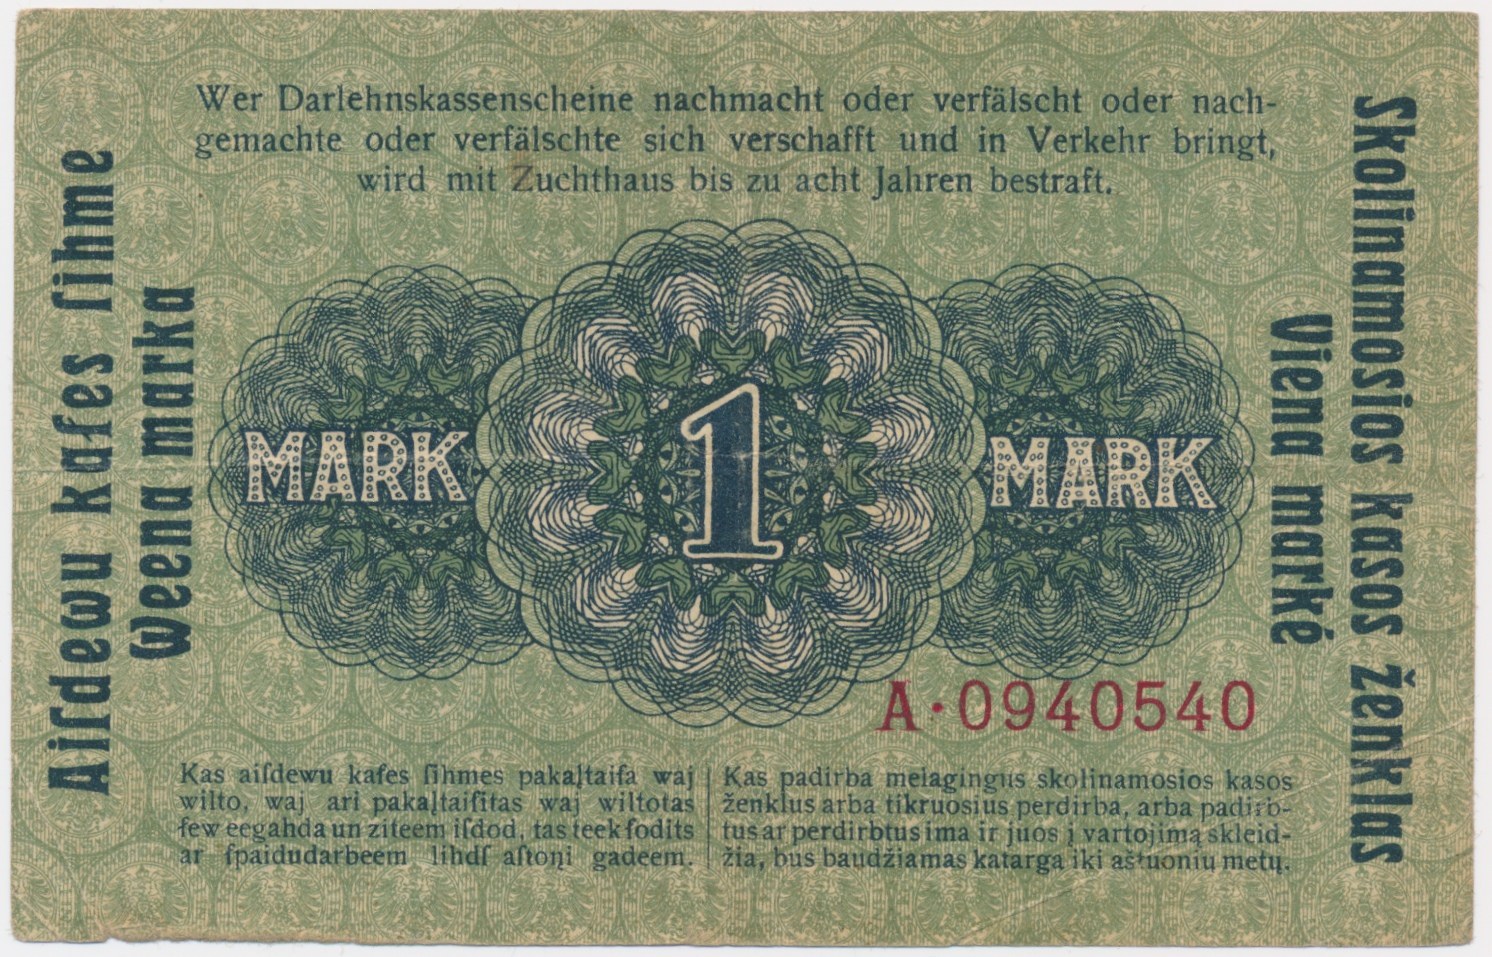 Wer Darlehnskassenscheine nachmacht oder verfälscht oder nach-
gemachte oder verfälschte sich verschafft und in Verkehr bringt,
wird mit Zuchthaus bis zu acht Jahren bestraft.
Aiſdewu kaſes ſihme
Weena marka
MARK
1
MARK
Skolinamosios kasos ženklas
Viena markė
A·0940540
Kas aiſdewu kaſes ſihmes pakaļtaiſa waj
wilto, waj ari pakaļtaiſitas waj wiltotas
ſew eegahda un ziteem iſdod, tas teek ſodits
ar ſpaidu darbeem lihdſ aſtoņi gadeem.
Kas padirba melagingus skolinamosios kasos
ženklus arba tikruosius perdirba, arba padirb-
tus ar perdirbtus ima ir juos į vartojimą skleid-
žia, bus baudžiamas katarga iki aštuonių metų.